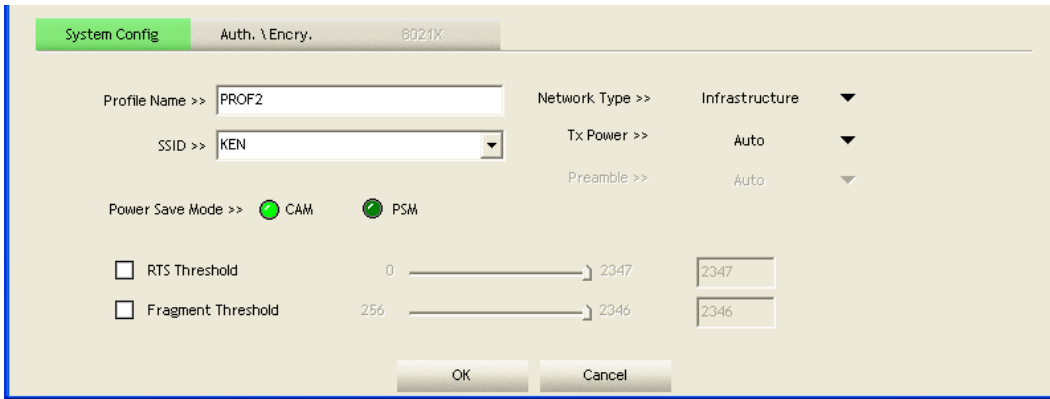 System Config Auth. \ Encry. 8021X
Profile Name >> PROF2 Network Type >> Infrastructure
SSID >> KEN Tx Power >> Auto
Preamble >> Auto
Power Save Mode >> CAM PSM
RTS Threshold 0 2347 2347
Fragment Threshold 256 2346 2346
OK Cancel